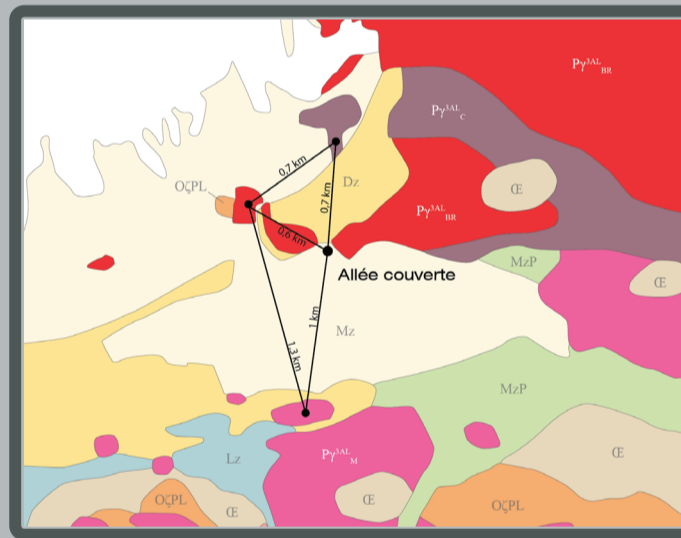 Pγ³ᴬᴸ BR
Pγ³ᴬᴸ C
0,7 km
OζPL
Dz
Œ
0,7 km
Pγ³ᴬᴸ BR
0,6 km
MzP
Allée couverte
Œ
1 km
Mz
1,3 km
MzP
Pγ³ᴬᴸ M
Lz
Œ
OζPL
Œ
Œ
OζPL